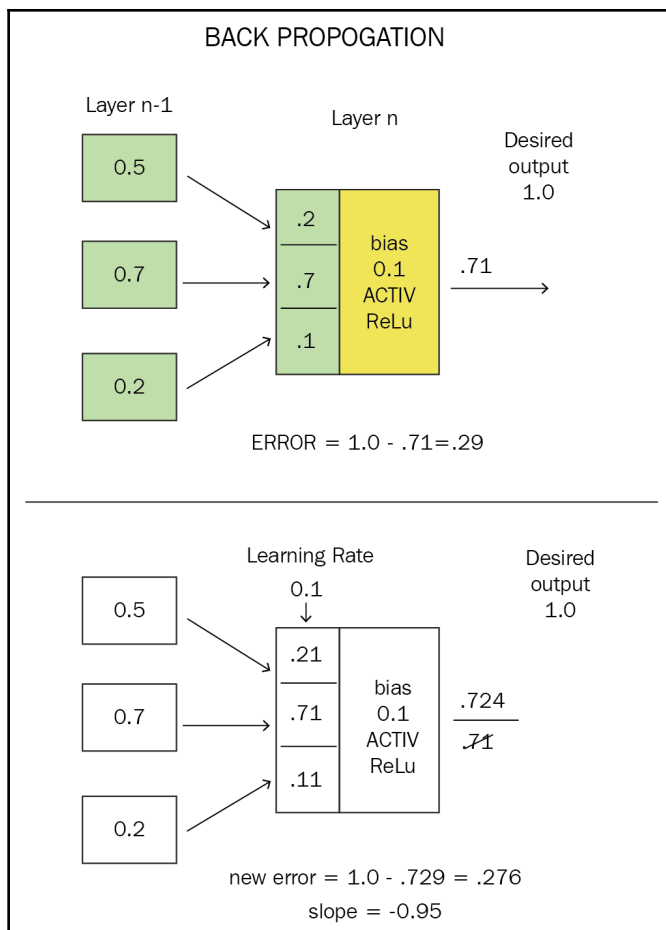 BACK PROPOGATION
Layer n-1
Layer n
Desired
output
1.0
0.5
0.7
0.2
.2
.7
.1
bias
0.1
ACTIV
ReLu
.71
ERROR = 1.0 - .71=.29
Learning Rate
0.1
Desired
output
1.0
0.5
0.7
0.2
.21
.71
.11
bias
0.1
ACTIV
ReLu
.724
.71
new error = 1.0 - .729 = .276
slope = -0.95